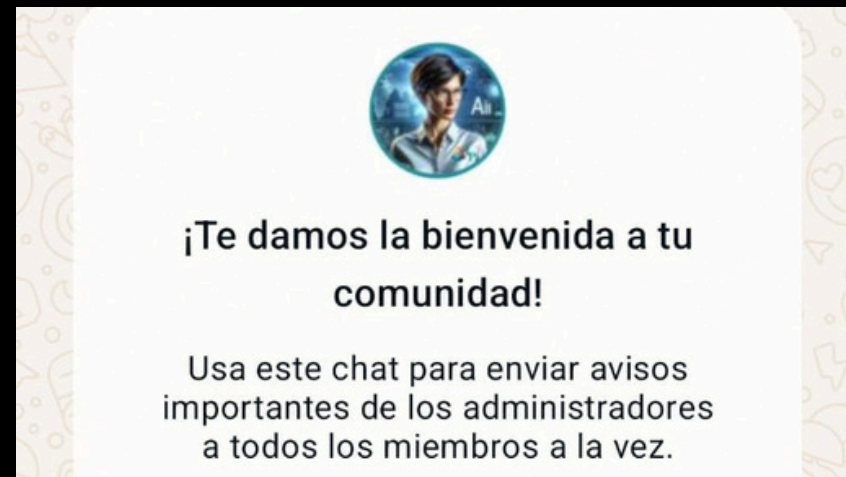 Ali
¡Te damos la bienvenida a tu
comunidad!
Usa este chat para enviar avisos
importantes de los administradores
a todos los miembros a la vez.